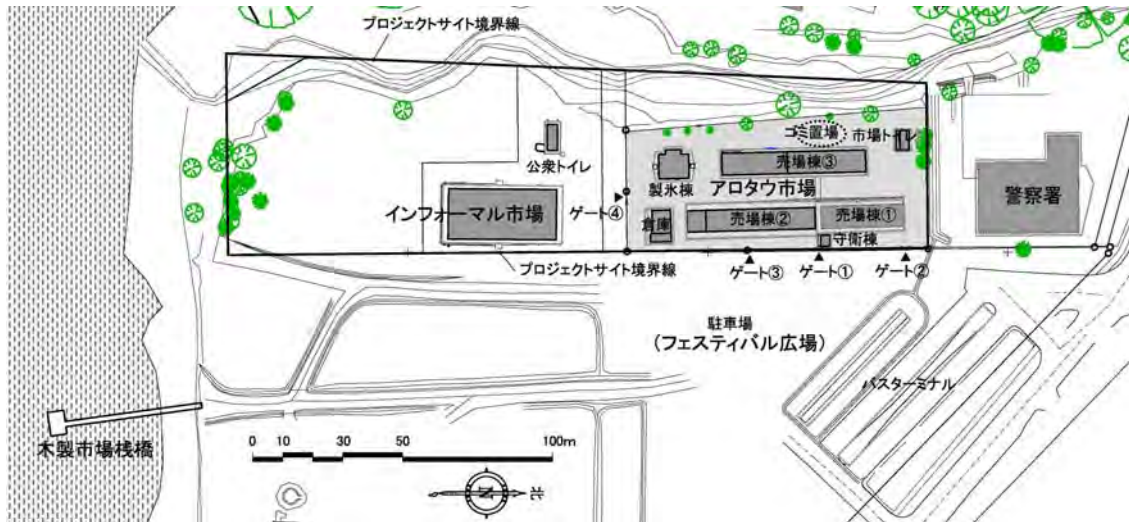 プロジェクトサイト境界線
ゴミ置場
市場トイレ
公衆トイレ
製氷棟
売場棟③
アロタウ市場
警察署
インフォーマル市場
ゲート④
倉庫
売場棟②
売場棟①
守衛棟
プロジェクトサイト境界線
ゲート③
ゲート①
ゲート②
駐車場
(フェスティバル広場)
バスターミナル
木製市場桟橋
0 10 30 50 100m
N
北